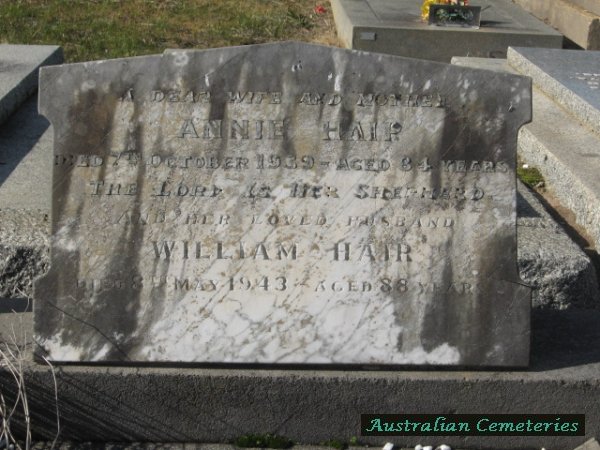 A DEAR WIFE AND MOTHER
ANNIE HAIR
DIED 7TH OCTOBER 1939 - AGED 84 YEARS
THE LORD IS HER SHEPHERD.
AND HER LOVED HUSBAND
WILLIAM HAIR
DIED MAY 1943 - AGED 88 YEARS
Australian Cemeteries